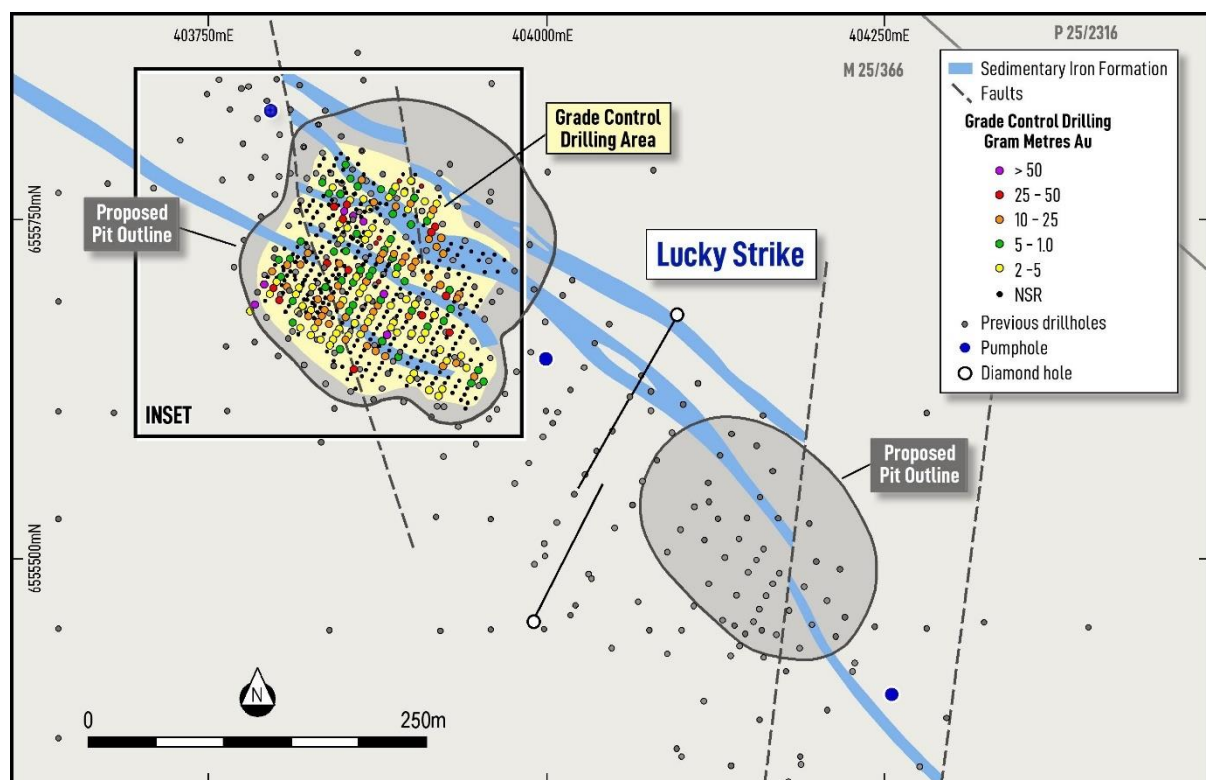 403750mE
404000mE
404250mE
P 25/2316
M 25/366
6555750mN
6555500mN
Grade Control
Drilling Area
Proposed
Pit Outline
Lucky Strike
INSET
Proposed
Pit Outline
N
0
250m
Sedimentary Iron Formation
Faults
Grade Control Drilling
Gram Metres Au
> 50
25 - 50
10 - 25
5 - 1.0
2 -5
NSR
Previous drillholes
Pumphole
Diamond hole